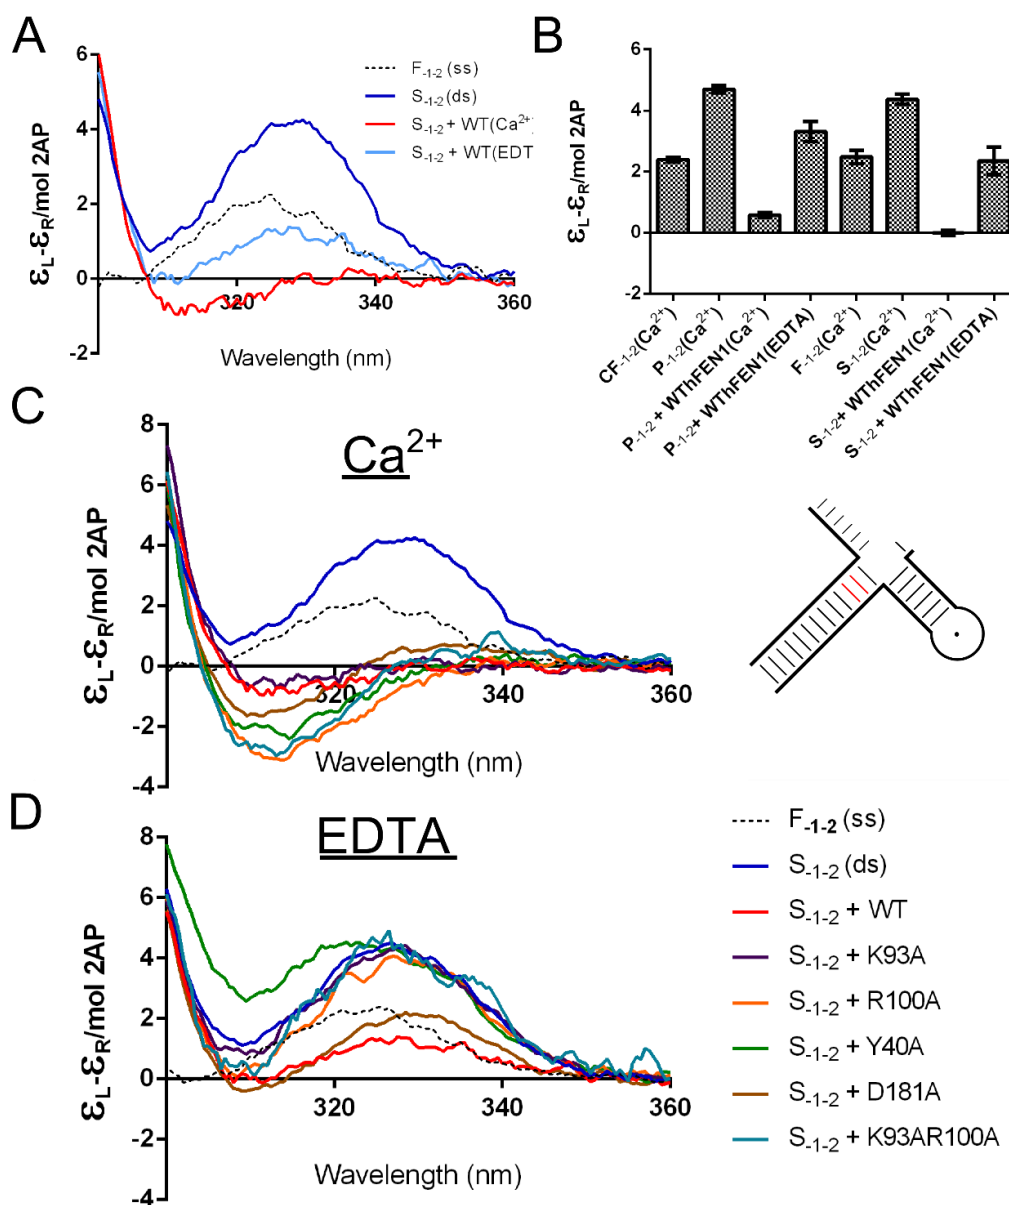 A
εL-εR/mol 2AP
6
4
2
0
-2
320
340
360
Wavelength (nm)
F-1-2 (ss)
S-1-2 (ds)
S-1-2 + WT(Ca2+)
S-1-2 + WT(EDT
B
εL-εR/mol 2AP
6
4
2
0
-2
CF-1-2(Ca2+)
P-1-2(Ca2+)
P-1-2 + WThFEN1(Ca2+)
P-1-2+ WThFEN1(EDTA)
F-1-2(Ca2+)
S-1-2(Ca2+)
S-1-2+ WThFEN1(Ca2+)
S-1-2 + WThFEN1(EDTA)
C
Ca2+
εL-εR/mol 2AP
8
6
4
2
0
-2
-4
320
340
360
Wavelength (nm)
D
EDTA
εL-εR/mol 2AP
8
6
4
2
0
-2
-4
320
340
360
Wavelength (nm)
F-1-2 (ss)
S-1-2 (ds)
S-1-2 + WT
S-1-2 + K93A
S-1-2 + R100A
S-1-2 + Y40A
S-1-2 + D181A
S-1-2 + K93AR100A